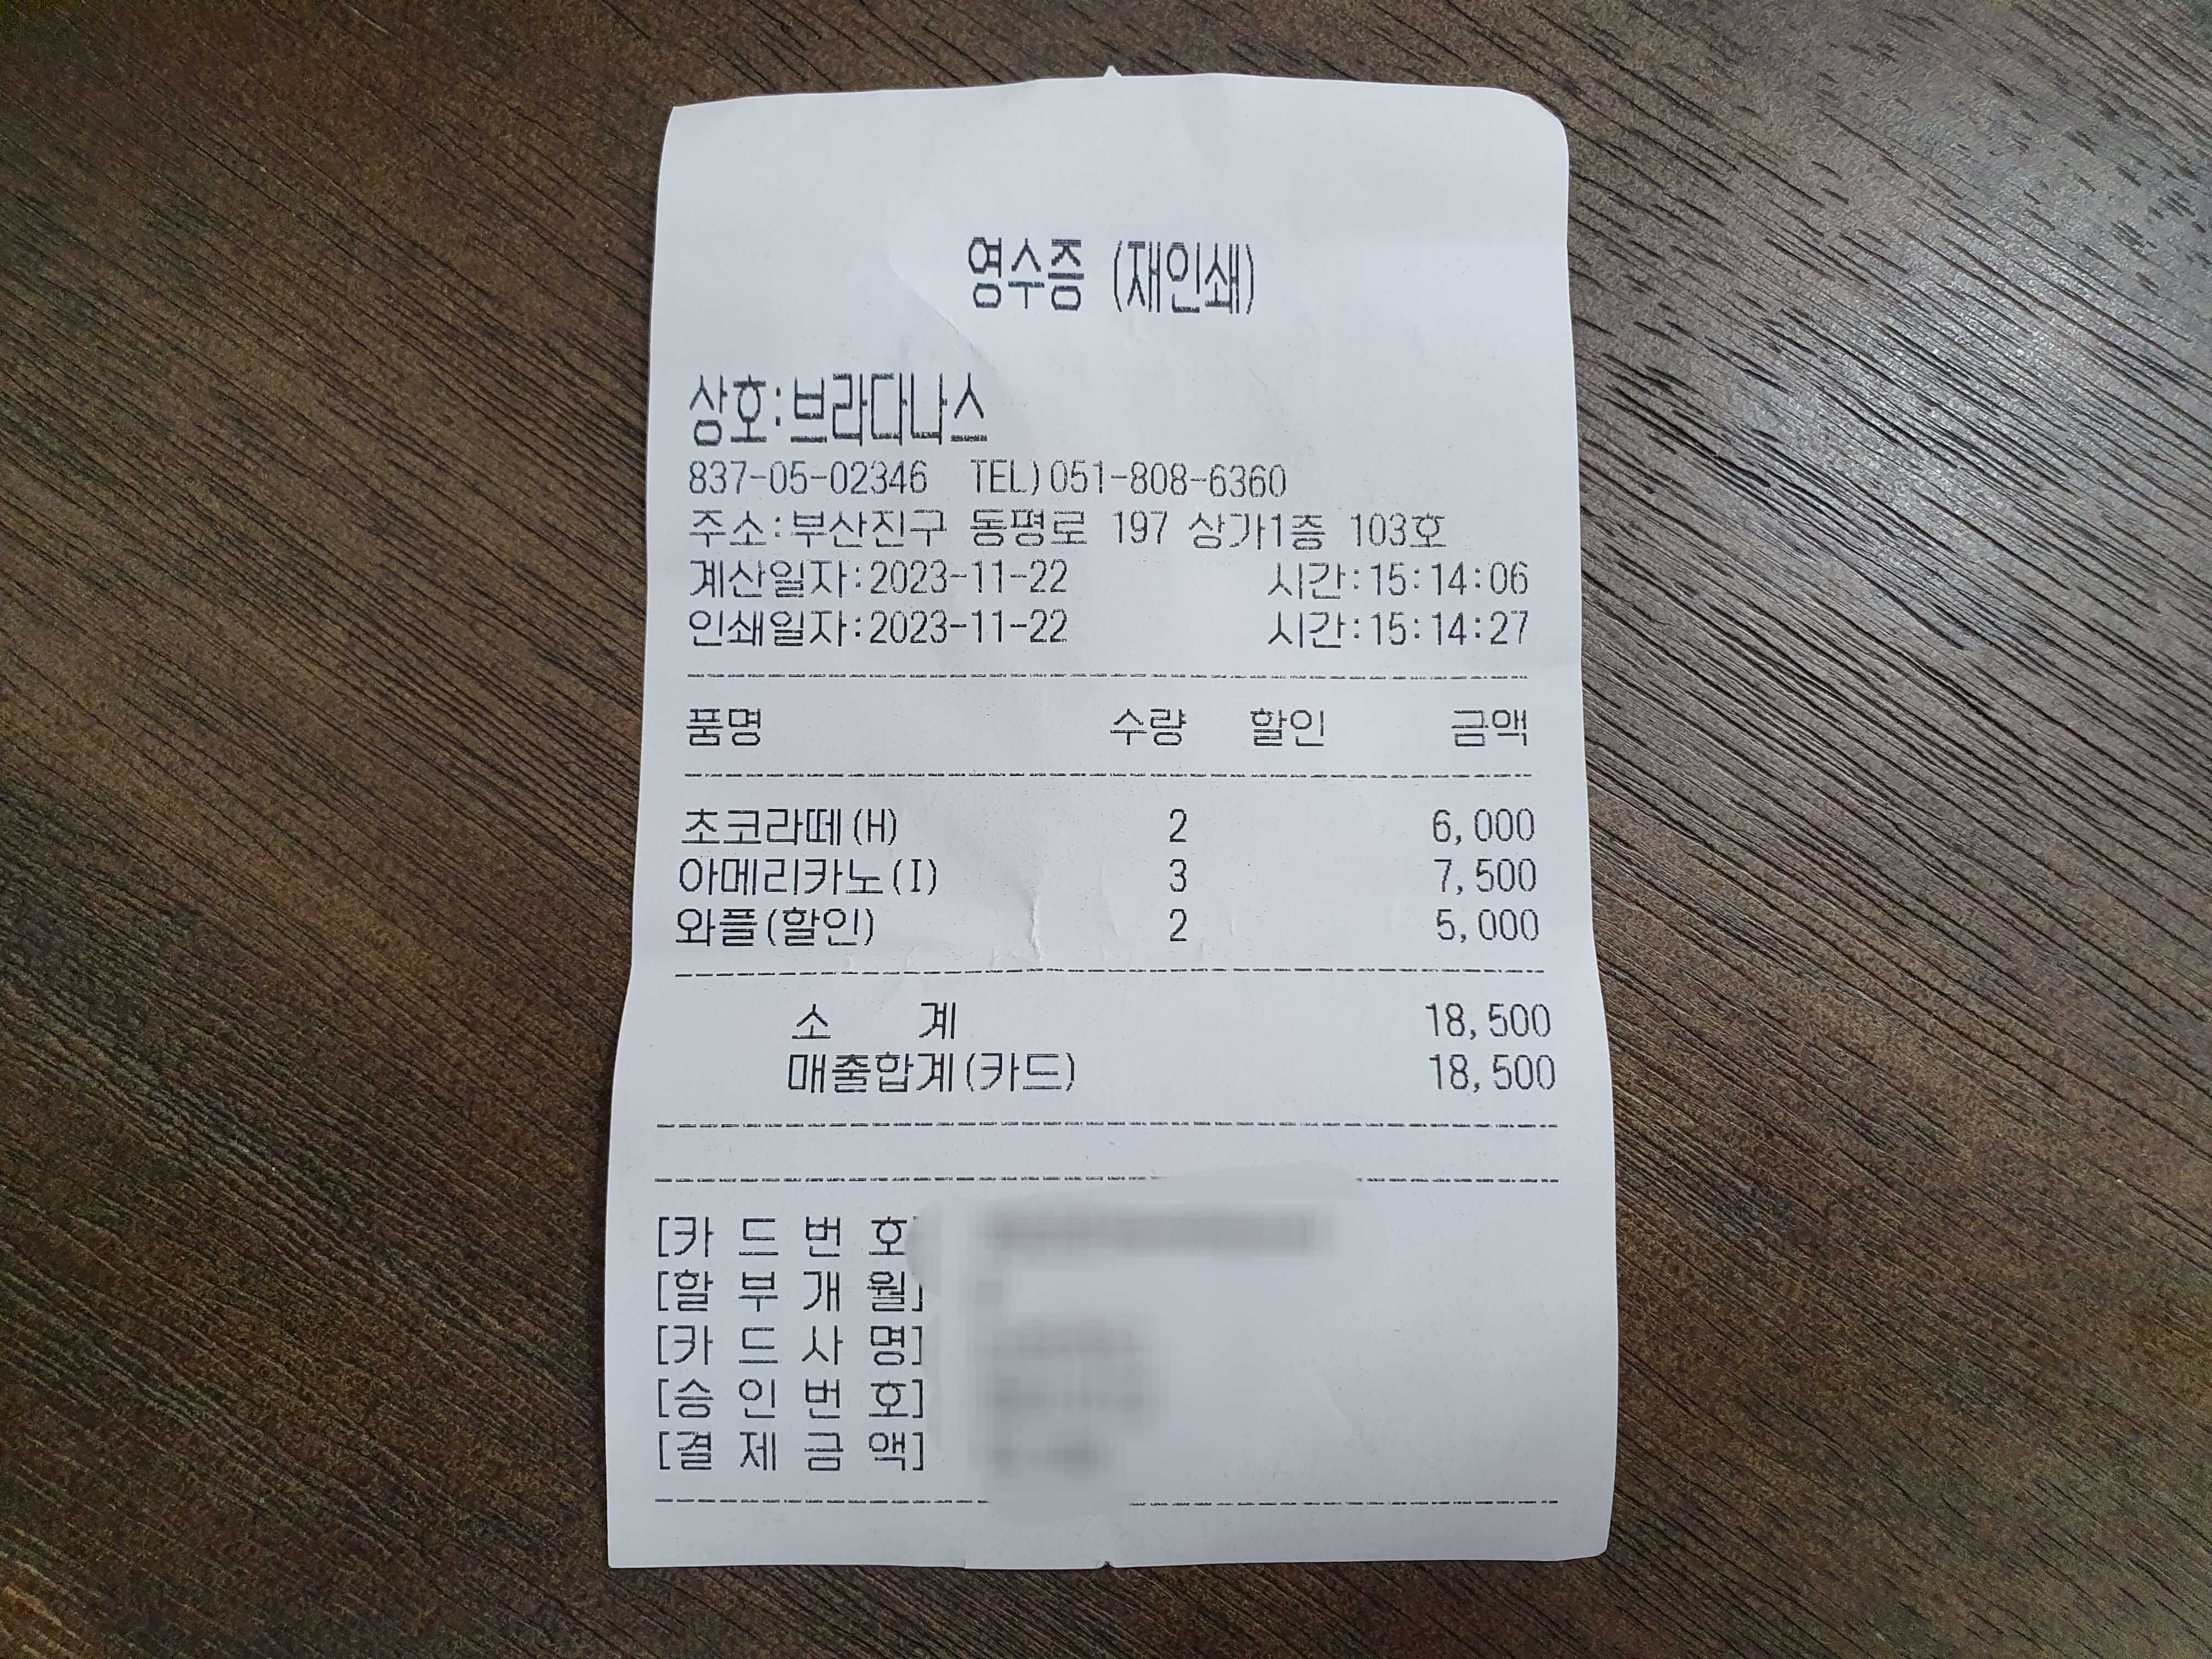 영수증 (재인쇄)
상호:브라다나스
837-05-02346 TEL)051-808-6360
주소:부산진구 동평로 197 상가1층 103호
계산일자:2023-11-22 시간:15:14:06
인쇄일자:2023-11-22 시간:15:14:27
품명 수량 할인 금액
초코라떼(H) 2 6,000
아메리카노(I) 3 7,500
와플(할인) 2 5,000
소 계 18,500
매출합계(카드) 18,500
[카 드 번 호]
[할 부 개 월]
[카 드 사 명]
[승 인 번 호]
[결 제 금 액]